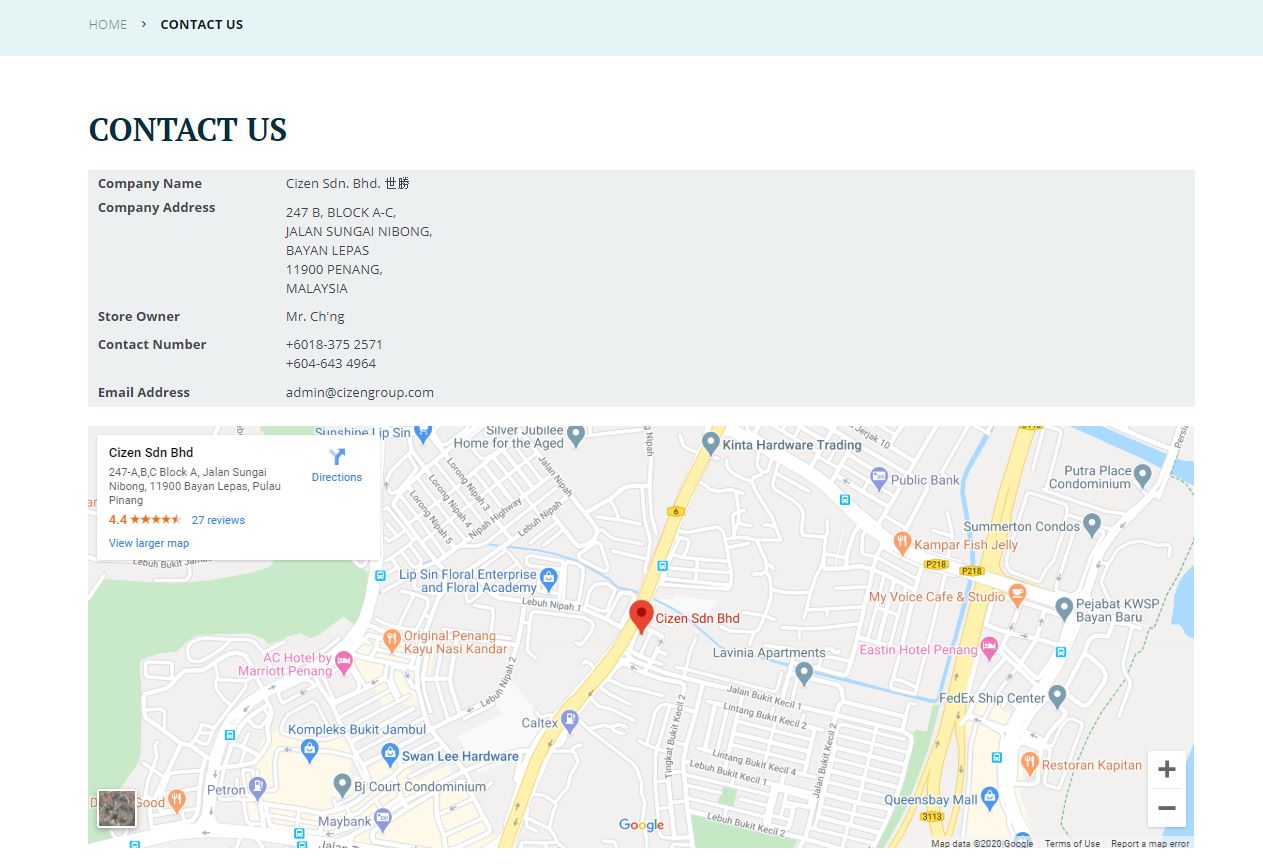 HOME > CONTACT US
CONTACT US
Company Name Cizen Sdn. Bhd. 世勝
Company Address 247 B, BLOCK A-C,
JALAN SUNGAI NIBONG,
BAYAN LEPAS
11900 PENANG,
MALAYSIA
Store Owner Mr. Ch'ng
Contact Number +6018-375 2571
+604-643 4964
Email Address admin@cizengroup.com
Cizen Sdn Bhd
247-A,B,C Block A, Jalan Sungai
Nibong, 11900 Bayan Lepas, Pulau
Pinang
4.4 27 reviews
View larger map
Directions
Sunshine Lip Sin
Silver Jubilee
Home for the Aged
Kinta Hardware Trading
Jerjak 10
Public Bank
Putra Place
Condominium
Summerton Condos
Kampar Fish Jelly
P218
P218
My Voice Cafe & Studio
Pejabat KWSP
Bayan Baru
Lorong Nipah 3
Lorong Nipah 4
Lorong Nipah 5
Jalan Nipah
Nipah Highway
Lebuh Nipah
6
Lebuh Bukit Jambul
Lip Sin Floral Enterprise
and Floral Academy
Lebuh Nipah 1
Cizen Sdn Bhd
Original Penang
Kayu Nasi Kandar
AC Hotel by
Marriott Penang
Lebuh Nipah 2
Lavinia Apartments
Eastin Hotel Penang
FedEx Ship Center
Jalan Bukit Kecil 1
Lintang Bukit Kecil 2
Tingkat Bukit Kecil 2
Caltex
Kompleks Bukit Jambul
Swan Lee Hardware
Lintang Bukit Kecil 4
Lebuh Bukit Kecil 1
Jalan Bukit Kecil 2
Restoran Kapitan
Petron
Bj Court Condominium
Good
Maybank
Queensbay Mall
3113
Lebuh Bukit Kecil 2
Google
Map data ©2020 Google Terms of Use Report a map error